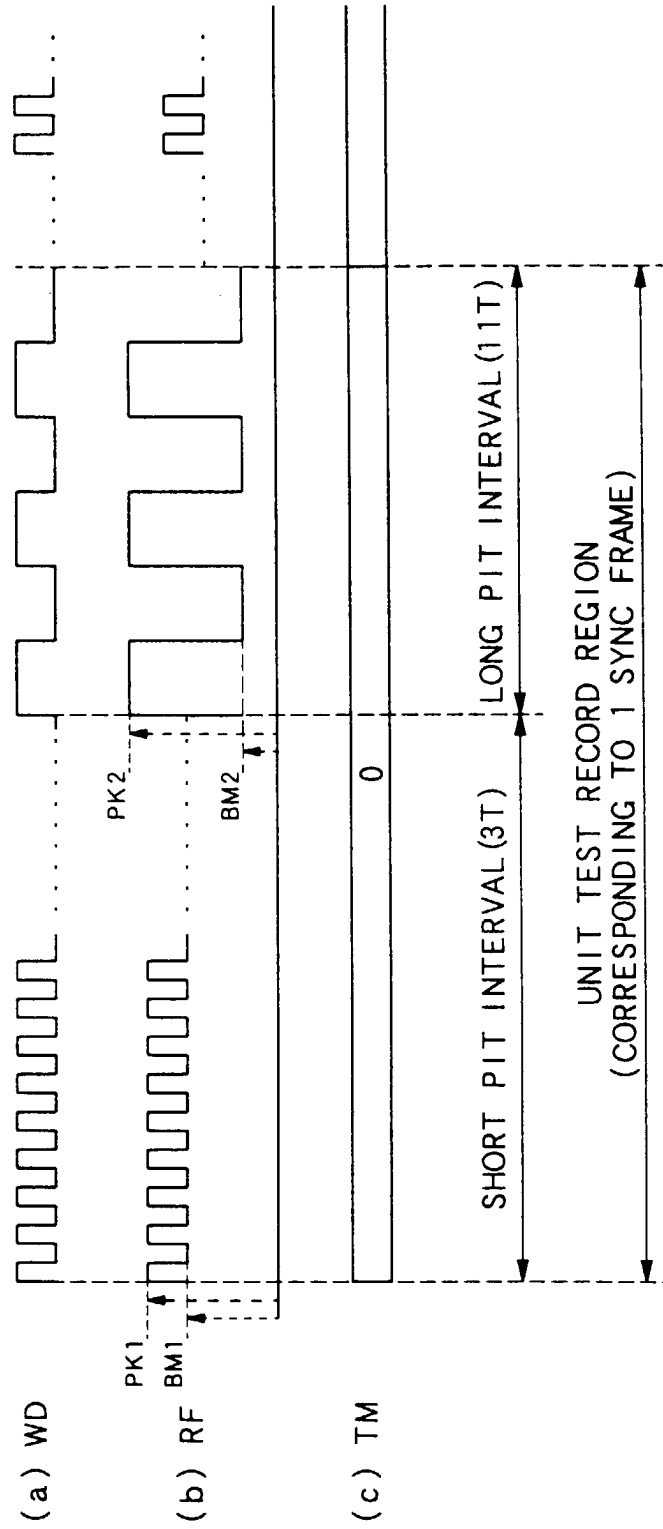 (a) WD
PK1
BM1
PK2
BM2
(b) RF
(c) TM
0
SHORT PIT INTERVAL(3T)
LONG PIT INTERVAL(11T)
UNIT TEST RECORD REGION
(CORRESPONDING TO 1 SYNC FRAME)